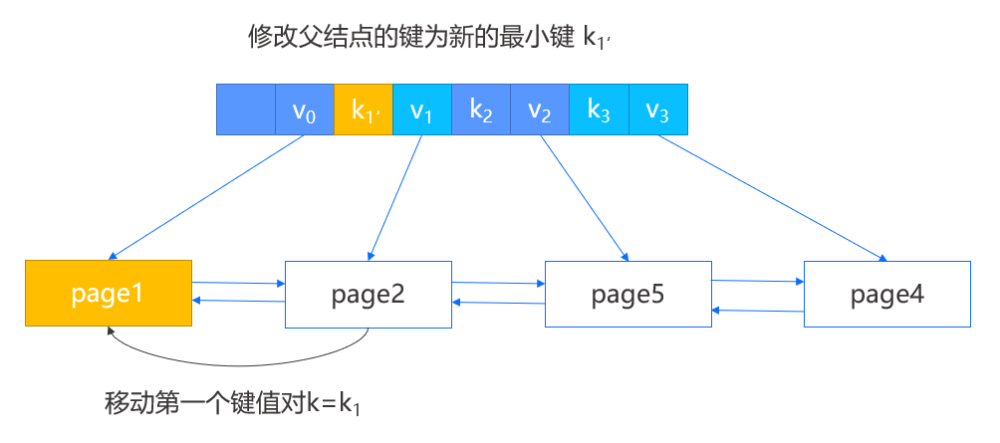 修改父结点的键为新的最小键 k₁'
v₀ k₁' v₁ k₂ v₂ k₃ v₃
page1 page2 page5 page4
移动第一个键值对k=k₁